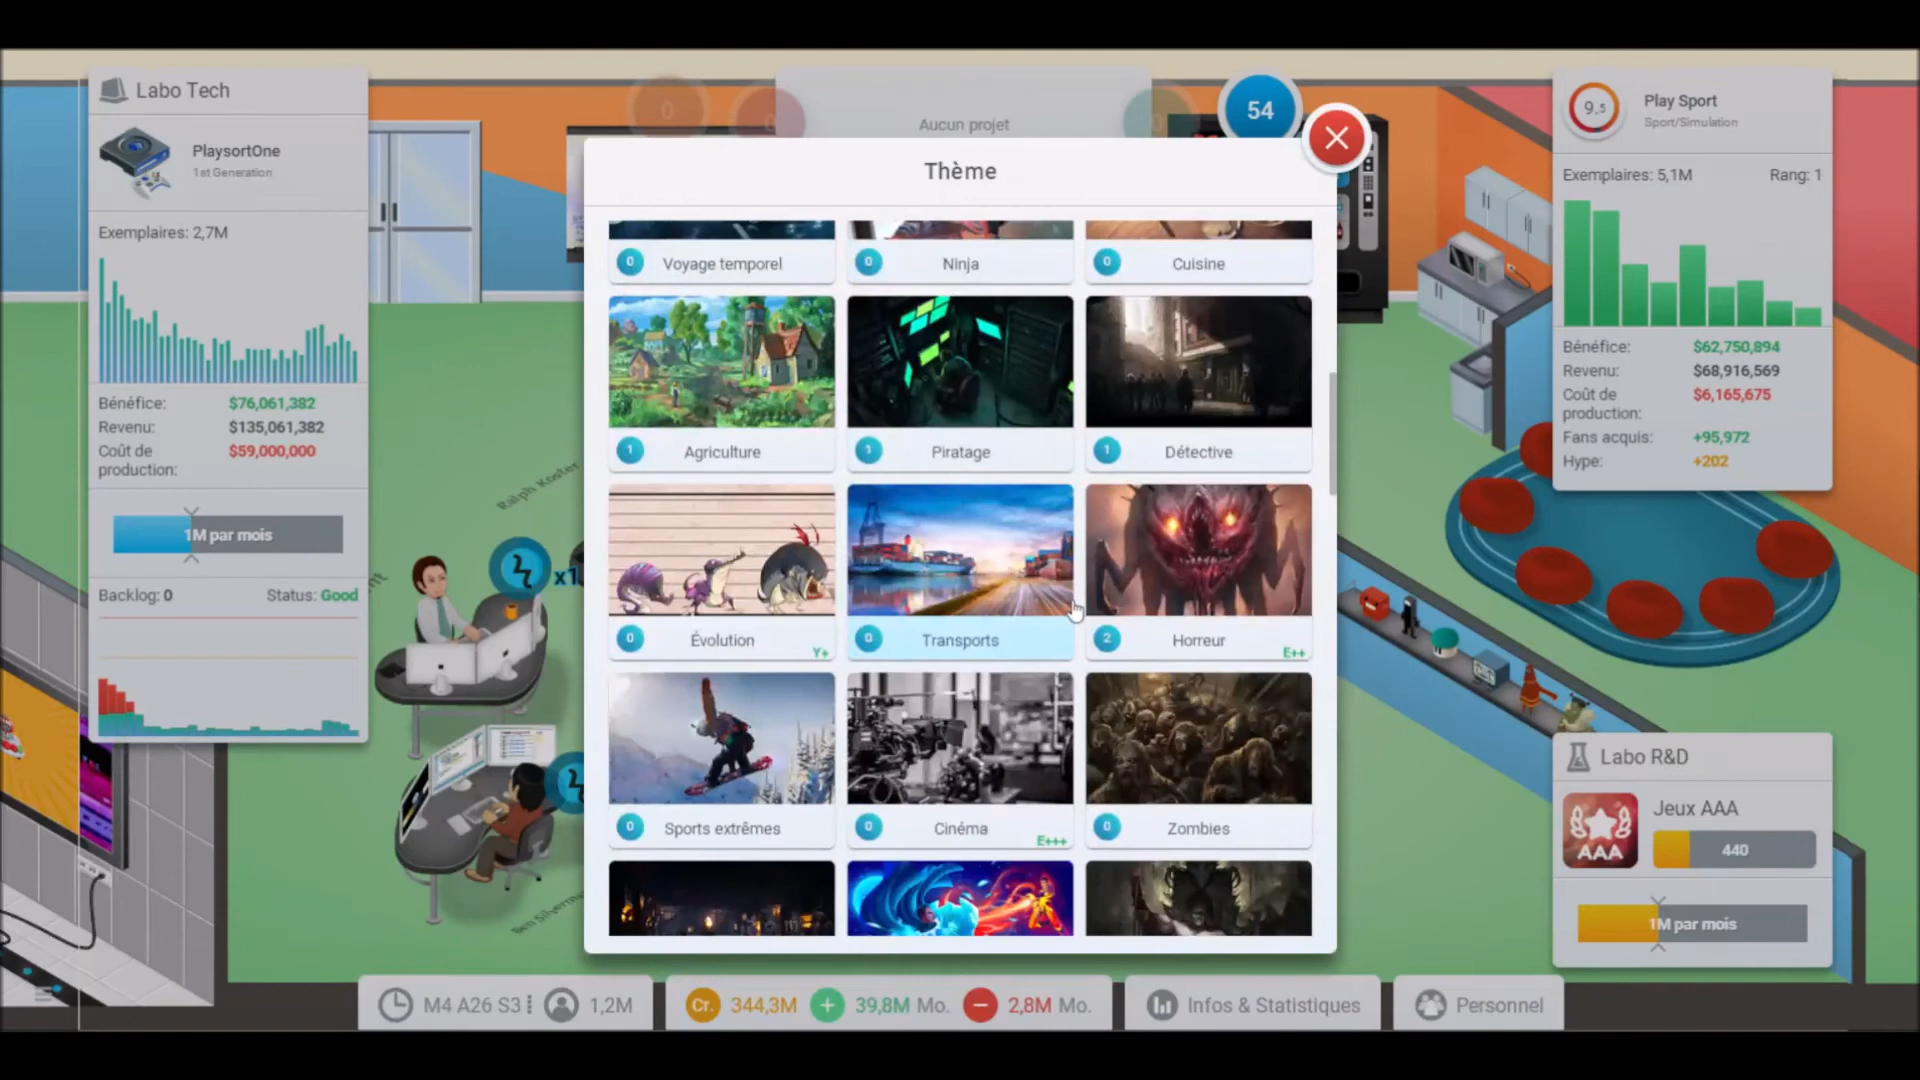 Labo Tech
PlaysortOne
1st Generation
Exemplaires: 2,7M
Bénéfice: $76,061,382
Revenu: $135,061,382
Coût de production: $59,000,000
1M par mois
Backlog: 0 Status: Good
Ralph Koster
x1
Aucun projet
0
54
Thème
0 Voyage temporel
0 Ninja
0 Cuisine
1 Agriculture
1 Piratage
1 Détective
0 Évolution Y+
0 Transports
2 Horreur E++
0 Sports extrêmes
0 Cinéma E+++
0 Zombies
9,5
Play Sport
Sport/Simulation
Exemplaires: 5,1M Rang: 1
Bénéfice: $62,750,894
Revenu: $68,916,569
Coût de production: $6,165,675
Fans acquis: +95,972
Hype: +202
Labo R&D
AAA
Jeux AAA
440
1M par mois
M4 A26 S3
1,2M
Cr. 344,3M
+ 39,8M Mo.
- 2,8M Mo.
Infos & Statistiques
Personnel